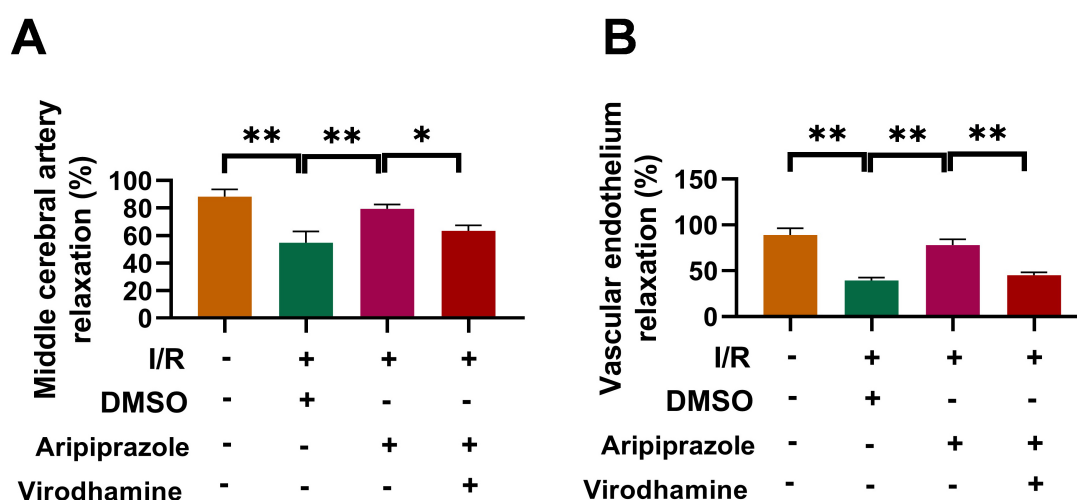 A
Middle cerebral artery
relaxation (%)
** ** *
100
80
60
40
20
0
I/R - + + +
DMSO - + - -
Aripiprazole - - + +
Virodhamine - - - +
B
Vascular endothelium
relaxation (%)
** ** **
150
100
50
0
I/R - + + +
DMSO - + - -
Aripiprazole - - + +
Virodhamine - - - +